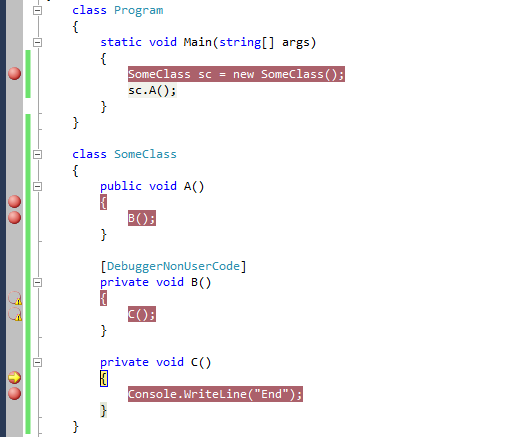 class Program
{
static void Main(string[] args)
{
SomeClass sc = new SomeClass();
sc.A();
}
}
class SomeClass
{
public void A()
{
B();
}
[DebuggerNonUserCode]
private void B()
{
C();
}
private void C()
{
Console.WriteLine("End");
}
}